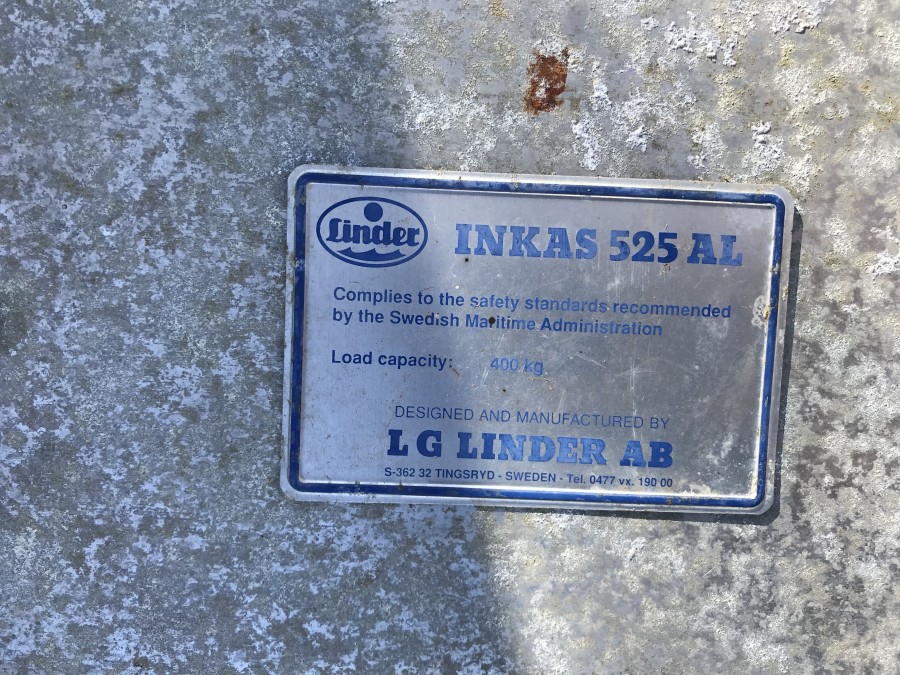 Linder
INKAS 525 AL
Complies to the safety standards recommended
by the Swedish Maritime Administration
Load capacity: 400 kg
DESIGNED AND MANUFACTURED BY
L G LINDER AB
S-362 32 TINGSRYD - SWEDEN - Tel. 0477 vx. 190 00